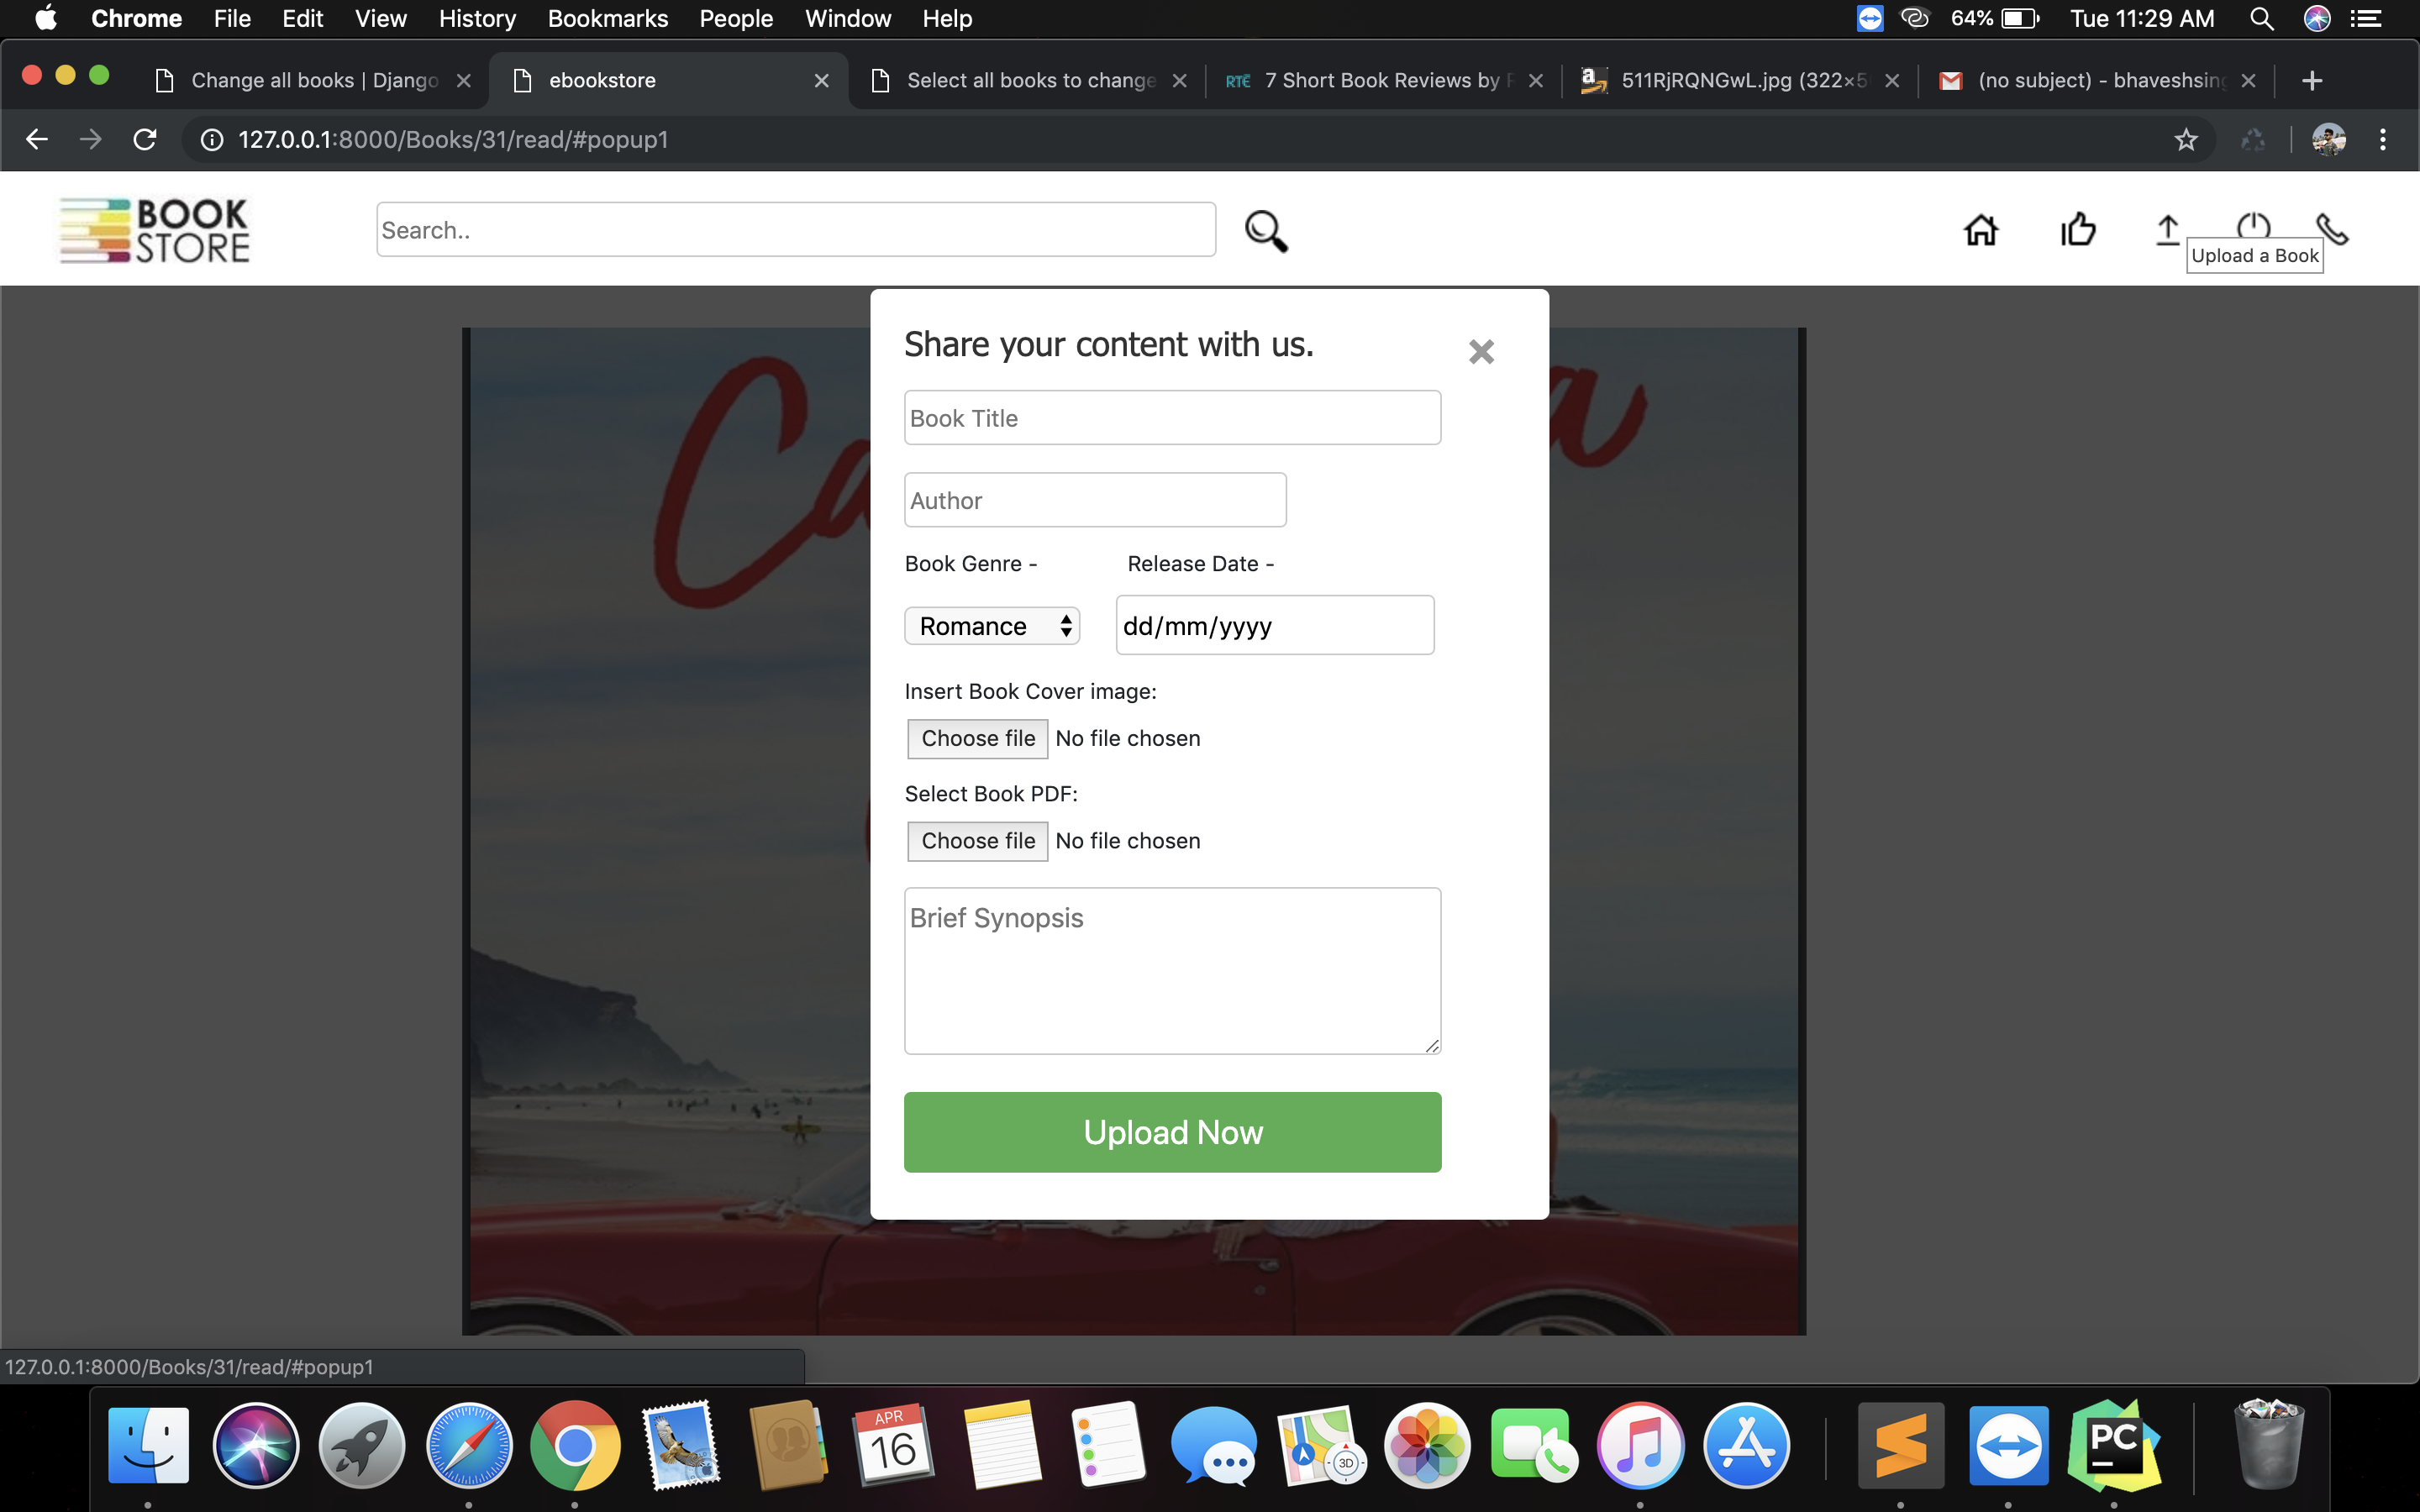 Chrome File Edit View History Bookmarks People Window Help 64% Tue 11:29 AM
Change all books | Django ebookstore Select all books to change RTÉ 7 Short Book Reviews by 511RjRQNGwL.jpg (322×5 (no subject) - bhaveshsing
127.0.0.1:8000/Books/31/read/#popup1
BOOK
STORE
Search..
Upload a Book
Share your content with us.
Book Title
Author
Book Genre - Release Date -
Romance dd/mm/yyyy
Insert Book Cover image:
Choose file No file chosen
Select Book PDF:
Choose file No file chosen
Brief Synopsis
Upload Now
127.0.0.1:8000/Books/31/read/#popup1
APR
16
3D
PC